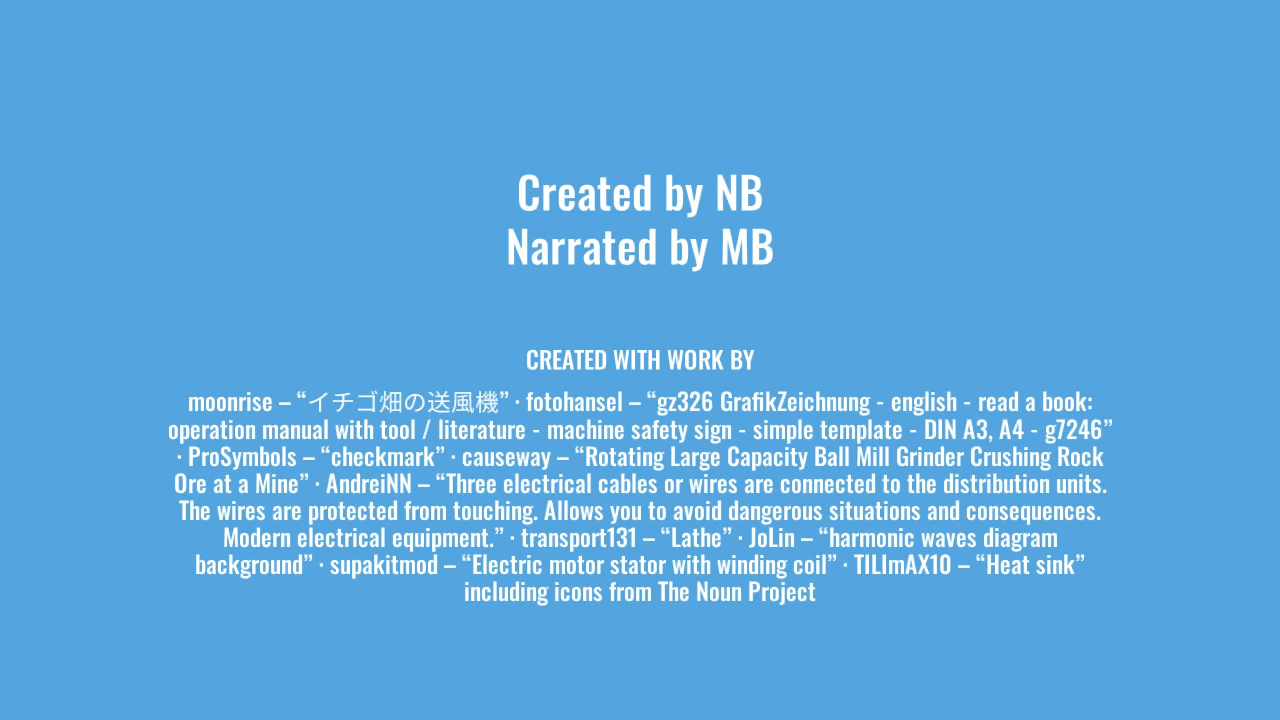 Created by NB
Narrated by MB
CREATED WITH WORK BY
moonrise – “イチゴ畑の送風機” · fotohansel – “gz326 GrafikZeichnung - english - read a book:
operation manual with tool / literature - machine safety sign - simple template - DIN A3, A4 - g7246”
· ProSymbols – “checkmark” · causeway – “Rotating Large Capacity Ball Mill Grinder Crushing Rock
Ore at a Mine” · AndreiNN – “Three electrical cables or wires are connected to the distribution units.
The wires are protected from touching. Allows you to avoid dangerous situations and consequences.
Modern electrical equipment.” · transport131 – “Lathe” · JoLin – “harmonic waves diagram
background” · supakitmod – “Electric motor stator with winding coil” · TILImAX10 – “Heat sink”
including icons from The Noun Project